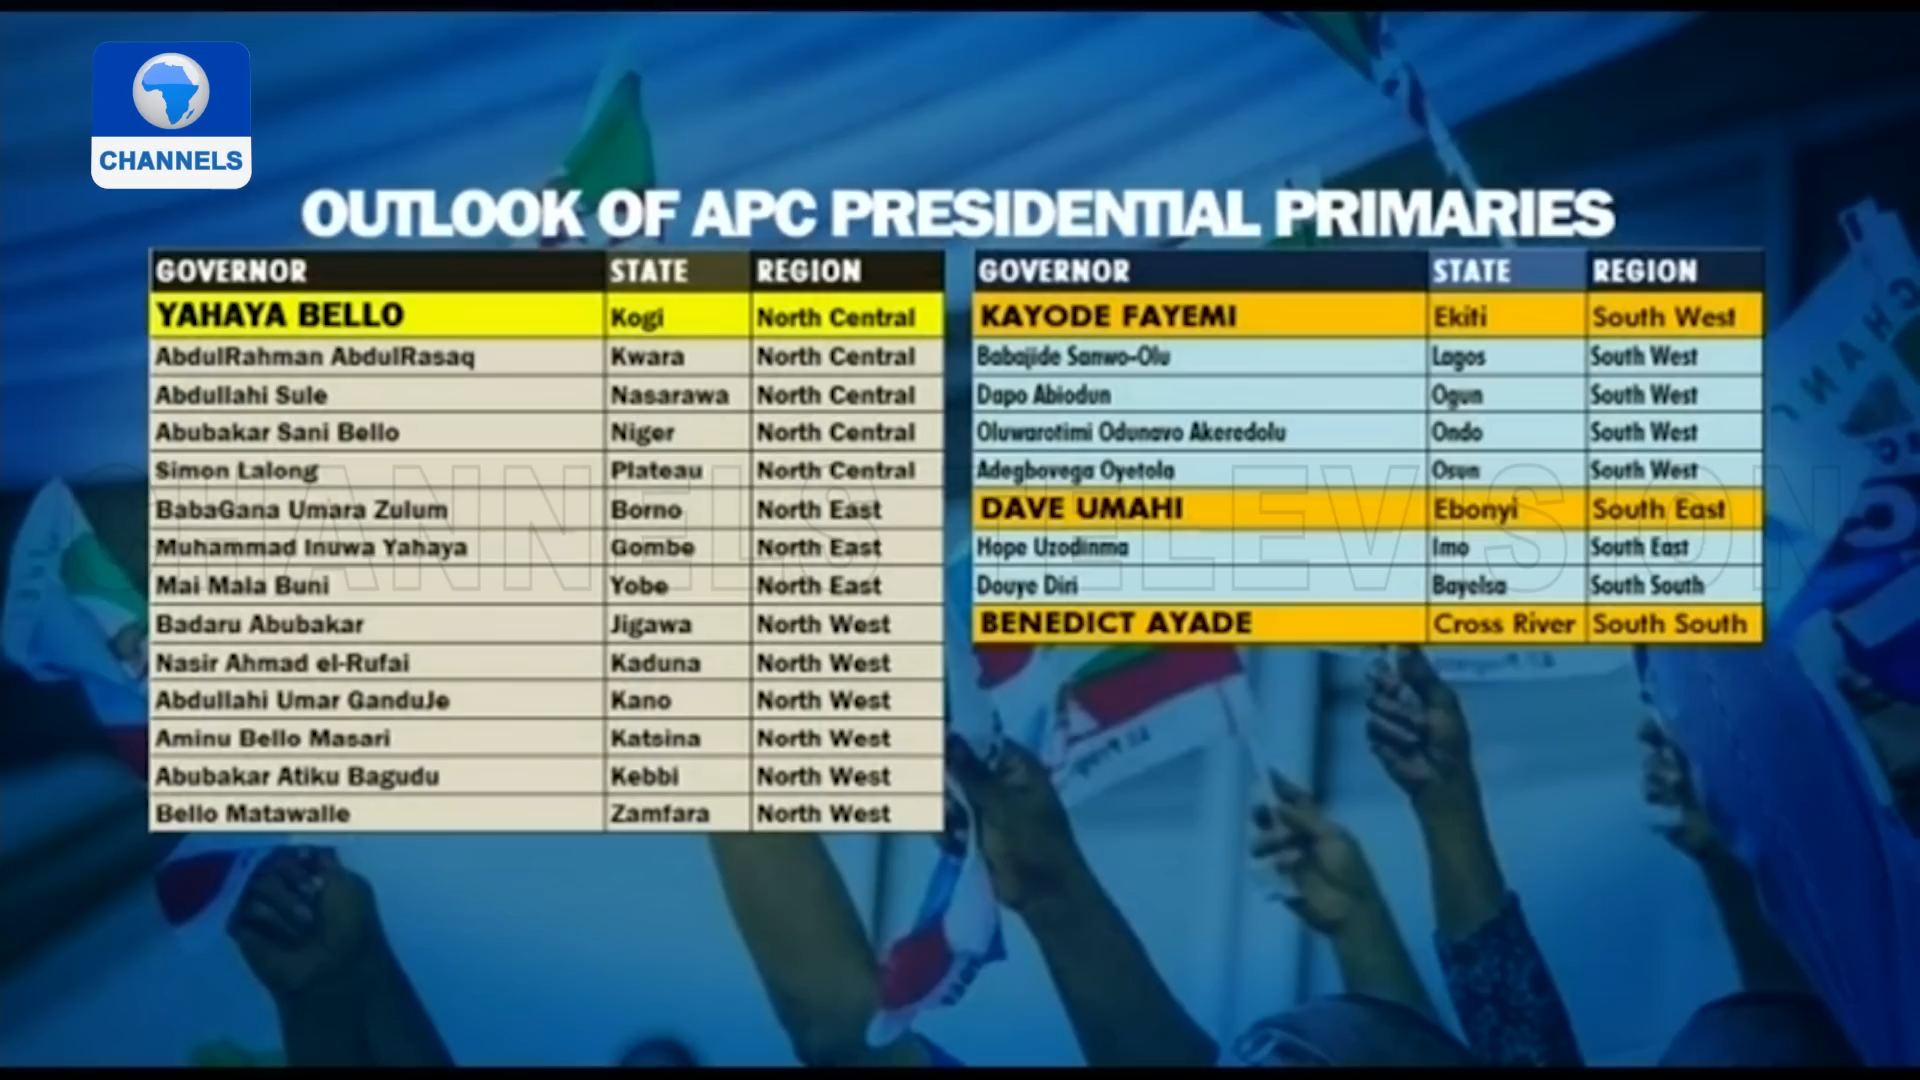 CHANNELS
OUTLOOK OF APC PRESIDENTIAL PRIMARIES
GOVERNOR STATE REGION
YAHAYA BELLO Kogi North Central
AbdulRahman AbdulRasaq Kwara North Central
Abdullahi Sule Nasarawa North Central
Abubakar Sani Bello Niger North Central
Simon Lalong Plateau North Central
BabaGana Umara Zulum Borno North East
Muhammad Inuwa Yahaya Gombe North East
Mai Mala Buni Yobe North East
Badaru Abubakar Jigawa North West
Nasir Ahmad el-Rufai Kaduna North West
Abdullahi Umar GanduJe Kano North West
Aminu Bello Masari Katsina North West
Abubakar Atiku Bagudu Kebbi North West
Bello Matawalle Zamfara North West
GOVERNOR STATE REGION
KAYODE FAYEMI Ekiti South West
Babajide Sanwo-Olu Lagos South West
Dapo Abiodun Ogun South West
Oluwarotimi Odunavo Akeredolu Ondo South West
Adegbovega Oyetola Osun South West
DAVE UMAHI Ebonyi South East
Hope Uzodinma Imo South East
Douye Diri Bayelsa South South
BENEDICT AYADE Cross River South South
CHANNELS TELEVISION